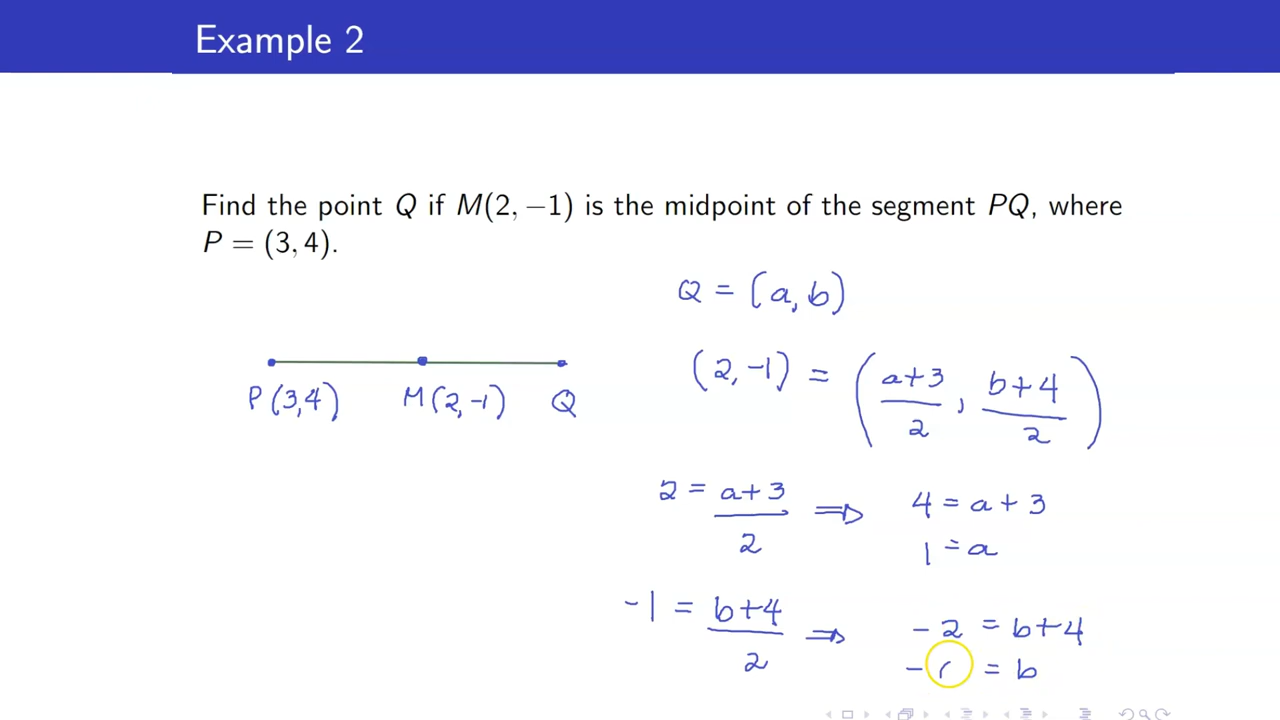 Example 2
Find the point Q if M(2, −1) is the midpoint of the segment PQ, where
P = (3, 4).
Q = (a, b)
(2, -1) = (a+3/2, b+4/2)
P(3,4) M(2,-1) Q
2 = a+3/2 ⇒ 4 = a+3
1 = a
-1 = b+4/2 ⇒ -2 = b+4
- = b